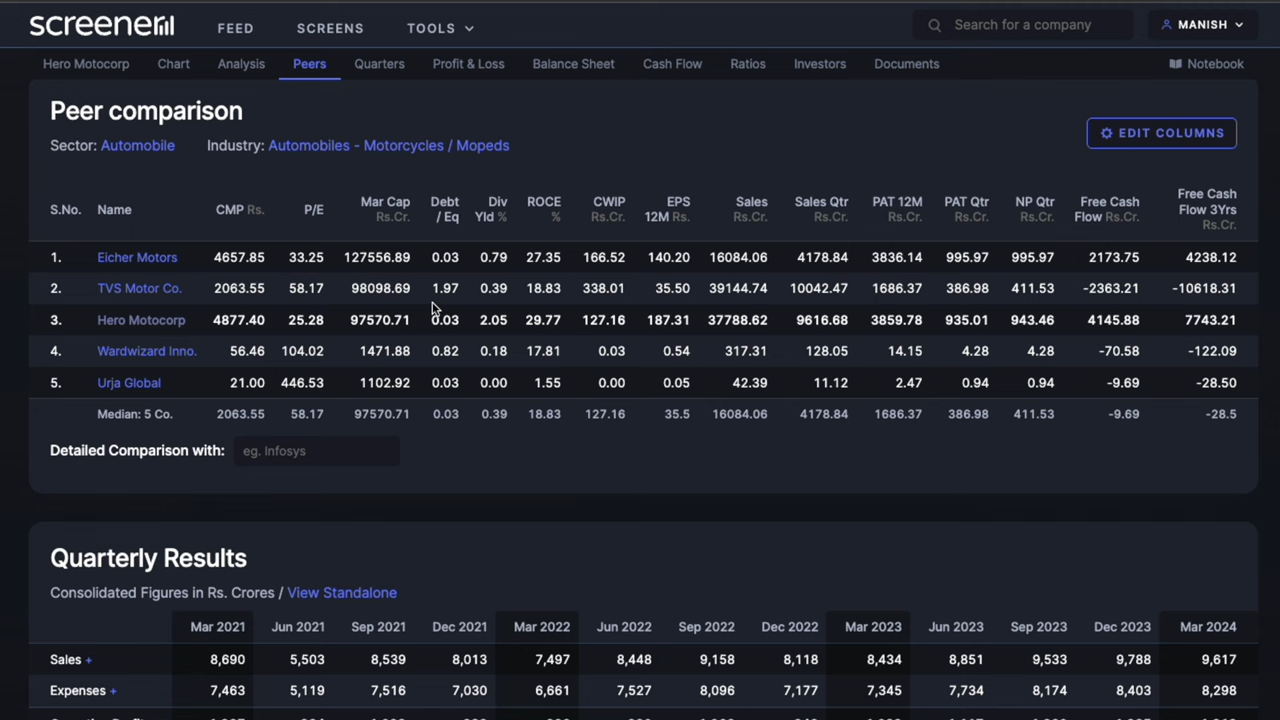 screener
FEED SCREENS TOOLS Search for a company MANISH
Hero Motocorp Chart Analysis Peers Quarters Profit & Loss Balance Sheet Cash Flow Ratios Investors Documents Notebook
Peer comparison
EDIT COLUMNS
Sector: Automobile Industry: Automobiles - Motorcycles / Mopeds
S.No. Name CMP Rs. P/E Mar Cap Rs.Cr. Debt / Eq Div Yld % ROCE % CWIP Rs.Cr. EPS 12M Rs. Sales Rs.Cr. Sales Qtr Rs.Cr. PAT 12M Rs.Cr. PAT Qtr Rs.Cr. NP Qtr Rs.Cr. Free Cash Flow Rs.Cr. Free Cash Flow 3Yrs Rs.Cr.
1. Eicher Motors 4657.85 33.25 127556.89 0.03 0.79 27.35 166.52 140.20 16084.06 4178.84 3836.14 995.97 995.97 2173.75 4238.12
2. TVS Motor Co. 2063.55 58.17 98098.69 1.97 0.39 18.83 338.01 35.50 39144.74 10042.47 1686.37 386.98 411.53 -2363.21 -10618.31
3. Hero Motocorp 4877.40 25.28 97570.71 0.03 2.05 29.77 127.16 187.31 37788.62 9616.68 3859.78 935.01 943.46 4145.88 7743.21
4. Wardwizard Inno. 56.46 104.02 1471.88 0.82 0.18 17.81 0.03 0.54 317.31 128.05 14.15 4.28 4.28 -70.58 -122.09
5. Urja Global 21.00 446.53 1102.92 0.03 0.00 1.55 0.00 0.05 42.39 11.12 2.47 0.94 0.94 -9.69 -28.50
Median: 5 Co. 2063.55 58.17 97570.71 0.03 0.39 18.83 127.16 35.5 16084.06 4178.84 1686.37 386.98 411.53 -9.69 -28.5
Detailed Comparison with: eg. Infosys
Quarterly Results
Consolidated Figures in Rs. Crores / View Standalone
Mar 2021 Jun 2021 Sep 2021 Dec 2021 Mar 2022 Jun 2022 Sep 2022 Dec 2022 Mar 2023 Jun 2023 Sep 2023 Dec 2023 Mar 2024
Sales + 8,690 5,503 8,539 8,013 7,497 8,448 9,158 8,118 8,434 8,851 9,533 9,788 9,617
Expenses + 7,463 5,119 7,516 7,030 6,661 7,527 8,096 7,177 7,345 7,734 8,174 8,403 8,298